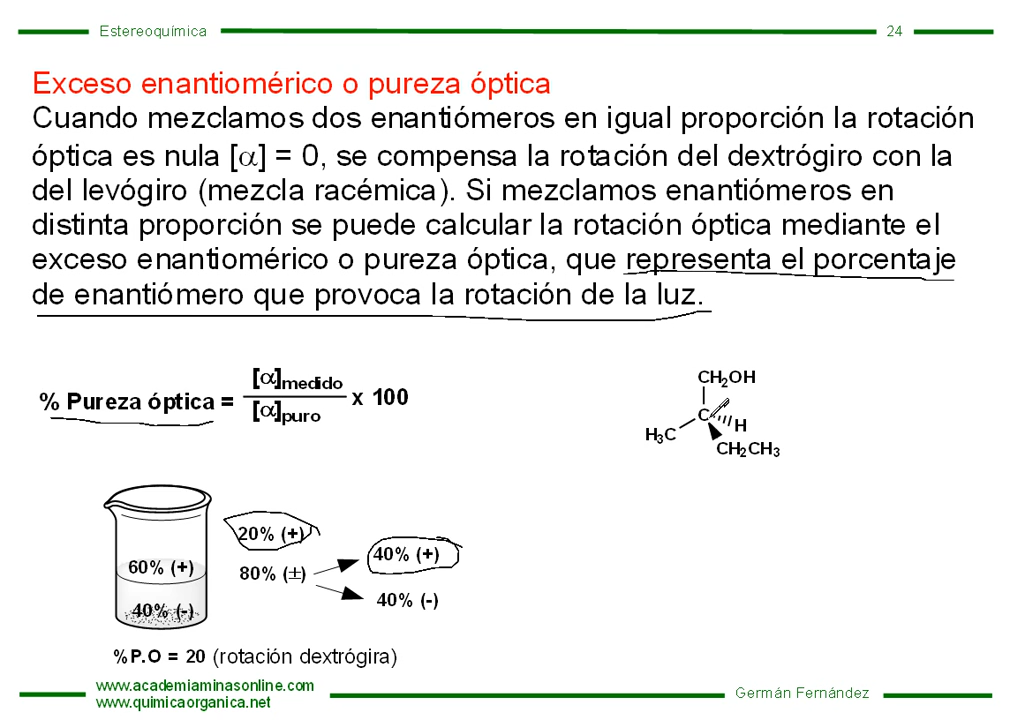 Estereoquímica 24
Exceso enantiomérico o pureza óptica
Cuando mezclamos dos enantiómeros en igual proporción la rotación
óptica es nula [α] = 0, se compensa la rotación del dextrógiro con la
del levógiro (mezcla racémica). Si mezclamos enantiómeros en
distinta proporción se puede calcular la rotación óptica mediante el
exceso enantiomérico o pureza óptica, que representa el porcentaje
de enantiómero que provoca la rotación de la luz.
[α]medido
% Pureza óptica = x 100
[α]puro
CH₂OH
C
H
H₃C
CH₂CH₃
20% (+)
40% (+)
60% (+)
80% (±)
40% (-)
40% (-)
%P.O = 20 (rotación dextrógira)
www.academiaminasonline.com
www.quimicaorganica.net
Germán Fernández